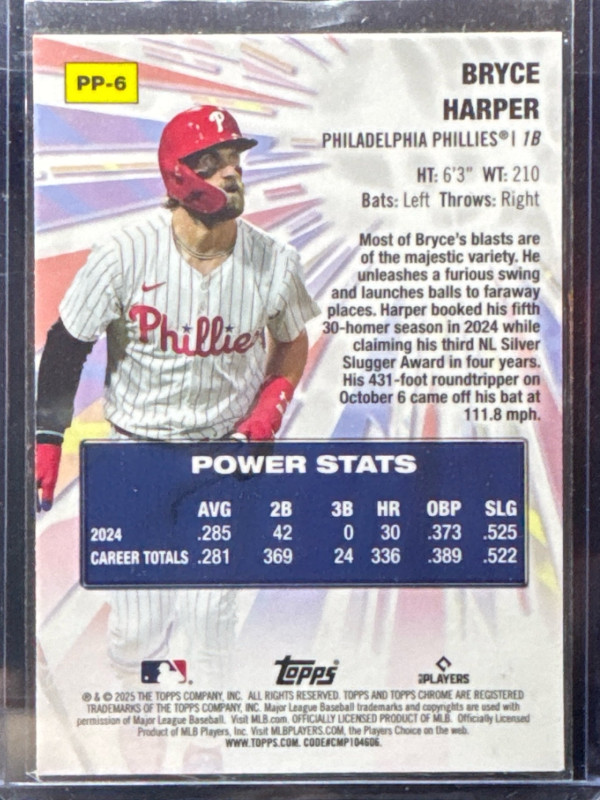 PP-6
BRYCE
HARPER
PHILADELPHIA PHILLIES® | 1B
HT: 6'3" WT: 210
Bats: Left Throws: Right
Most of Bryce's blasts are
of the majestic variety. He
unleashes a furious swing
and launches balls to faraway
places. Harper booked his fifth
30-homer season in 2024 while
claiming his third NL Silver
Slugger Award in four years.
His 431-foot roundtripper on
October 6 came off his bat at
111.8 mph.
P
Phillies
POWER STATS
AVG 2B 3B HR OBP SLG
2024 .285 42 0 30 .373 .525
CAREER TOTALS .281 369 24 336 .389 .522
topps
PLAYERS
® & © 2025 THE TOPPS COMPANY, INC. ALL RIGHTS RESERVED. TOPPS AND TOPPS CHROME ARE REGISTERED
TRADEMARKS OF THE TOPPS COMPANY, INC. Major League Baseball trademarks and copyrights are used with
permission of Major League Baseball. Visit MLB.com. OFFICIALLY LICENSED PRODUCT OF MLB. Officially Licensed
Product of MLB Players, Inc. Visit MLBPLAYERS.COM, the Players Choice on the web.
WWW.TOPPS.COM. CODE#CMP104606.